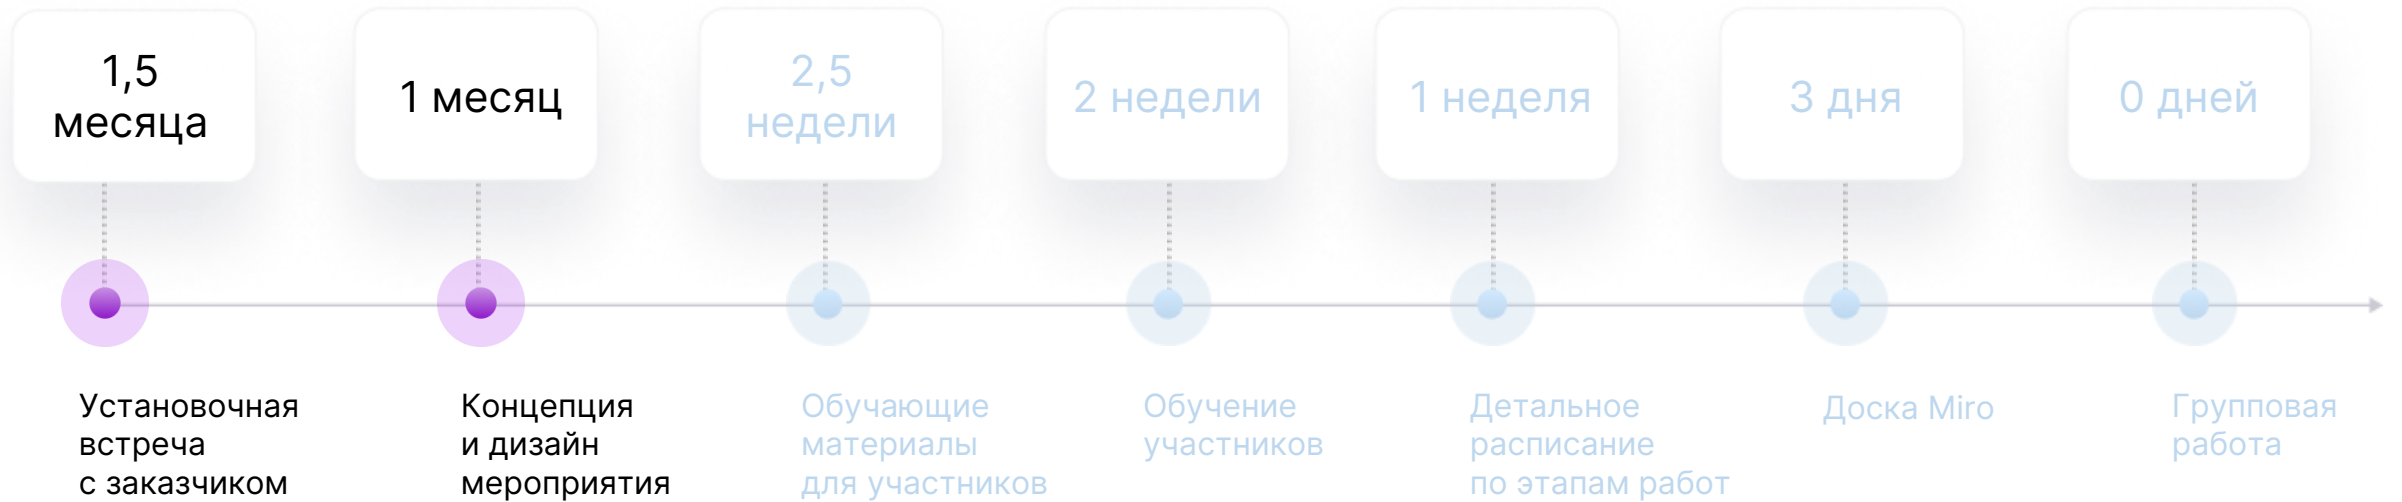 1,5
месяца
1 месяц
2,5
недели
2 недели
1 неделя
3 дня
0 дней
Установочная
встреча
с заказчиком
Концепция
и дизайн
мероприятия
Обучающие
материалы
для участников
Обучение
участников
Детальное
расписание
по этапам работ
Доска Miro
Групповая
работа